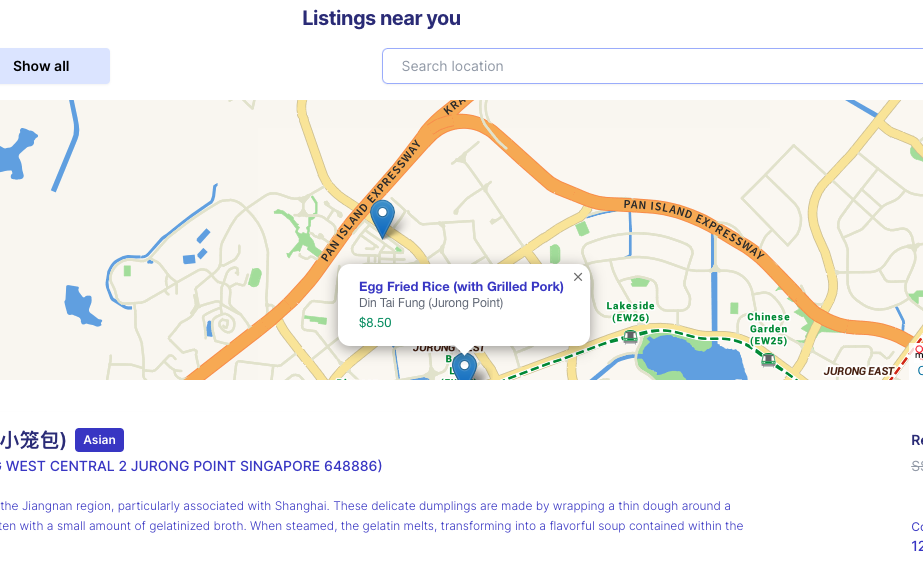 Listings near you
Show all
Search location
KRA
PAN ISLAND EXPRESSWAY
PAN ISLAND EXPRESSWAY
Egg Fried Rice (with Grilled Pork)
×
Din Tai Fung (Jurong Point)
$8.50
Lakeside
(EW26)
Chinese
Garden
(EW25)
JURONG EAST
小笼包)
Asian
WEST CENTRAL 2 JURONG POINT SINGAPORE 648886)
the Jiangnan region, particularly associated with Shanghai. These delicate dumplings are made by wrapping a thin dough around a
ten with a small amount of gelatinized broth. When steamed, the gelatin melts, transforming into a flavorful soup contained within the
Re
Co
12